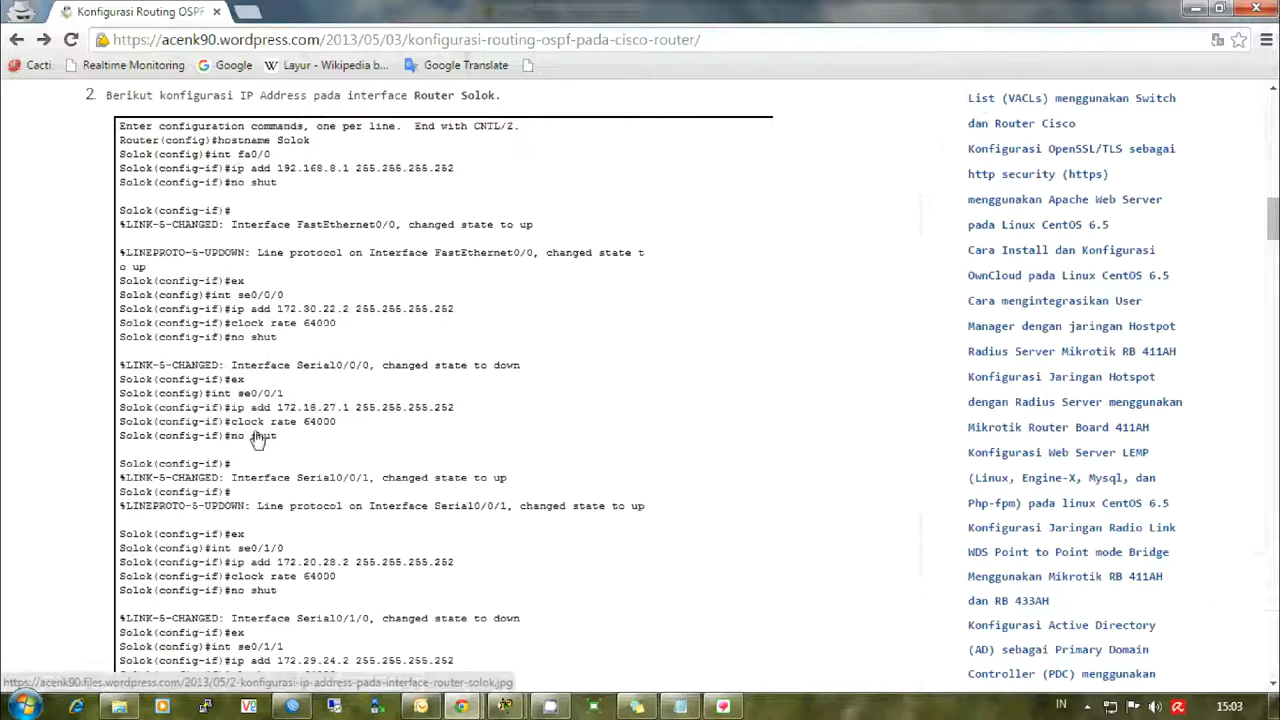 Konfigurasi Routing OSPF
https://acenk90.wordpress.com/2013/05/03/konfigurasi-routing-ospf-pada-cisco-router/
Cacti
Realtime Monitoring
Google
Layur - Wikipedia b...
Google Translate
2. Berikut konfigurasi IP Address pada interface Router Solok.
Enter configuration commands, one per line. End with CNTL/Z.
Router(config)#hostname Solok
Solok(config)#int fa0/0
Solok(config-if)#ip add 192.168.8.1 255.255.255.252
Solok(config-if)#no shut
Solok(config-if)#
%LINK-5-CHANGED: Interface FastEthernet0/0, changed state to up
%LINEPROTO-5-UPDOWN: Line protocol on Interface FastEthernet0/0, changed state t
o up
Solok(config-if)#ex
Solok(config)#int se0/0/0
Solok(config-if)#ip add 172.30.22.2 255.255.255.252
Solok(config-if)#clock rate 64000
Solok(config-if)#no shut
%LINK-5-CHANGED: Interface Serial0/0/0, changed state to down
Solok(config-if)#ex
Solok(config)#int se0/0/1
Solok(config-if)#ip add 172.18.27.1 255.255.255.252
Solok(config-if)#clock rate 64000
Solok(config-if)#no shut
Solok(config-if)#
%LINK-5-CHANGED: Interface Serial0/0/1, changed state to up
Solok(config-if)#
%LINEPROTO-5-UPDOWN: Line protocol on Interface Serial0/0/1, changed state to up
Solok(config-if)#ex
Solok(config)#int se0/1/0
Solok(config-if)#ip add 172.20.28.2 255.255.255.252
Solok(config-if)#clock rate 64000
Solok(config-if)#no shut
%LINK-5-CHANGED: Interface Serial0/1/0, changed state to down
Solok(config-if)#ex
Solok(config)#int se0/1/1
Solok(config-if)#ip add 172.29.24.2 255.255.255.252
List (VACLs) menggunakan Switch
dan Router Cisco
Konfigurasi OpenSSL/TLS sebagai
http security (https)
menggunakan Apache Web Server
pada Linux CentOS 6.5
Cara Install dan Konfigurasi
OwnCloud pada Linux CentOS 6.5
Cara mengintegrasikan User
Manager dengan jaringan Hostpot
Radius Server Mikrotik RB 411AH
Konfigurasi Jaringan Hotspot
dengan Radius Server menggunakan
Mikrotik Router Board 411AH
Konfigurasi Web Server LEMP
(Linux, Engine-X, Mysql, dan
Php-fpm) pada linux CentOS 6.5
Konfigurasi Jaringan Radio Link
WDS Point to Point mode Bridge
Menggunakan Mikrotik RB 411AH
dan RB 433AH
Konfigurasi Active Directory
(AD) sebagai Primary Domain
Controller (PDC) menggunakan
https://acenk90.files.wordpress.com/2013/05/2-konfigurasi-ip-address-pada-interface-router-solok.jpg
IN
15:03